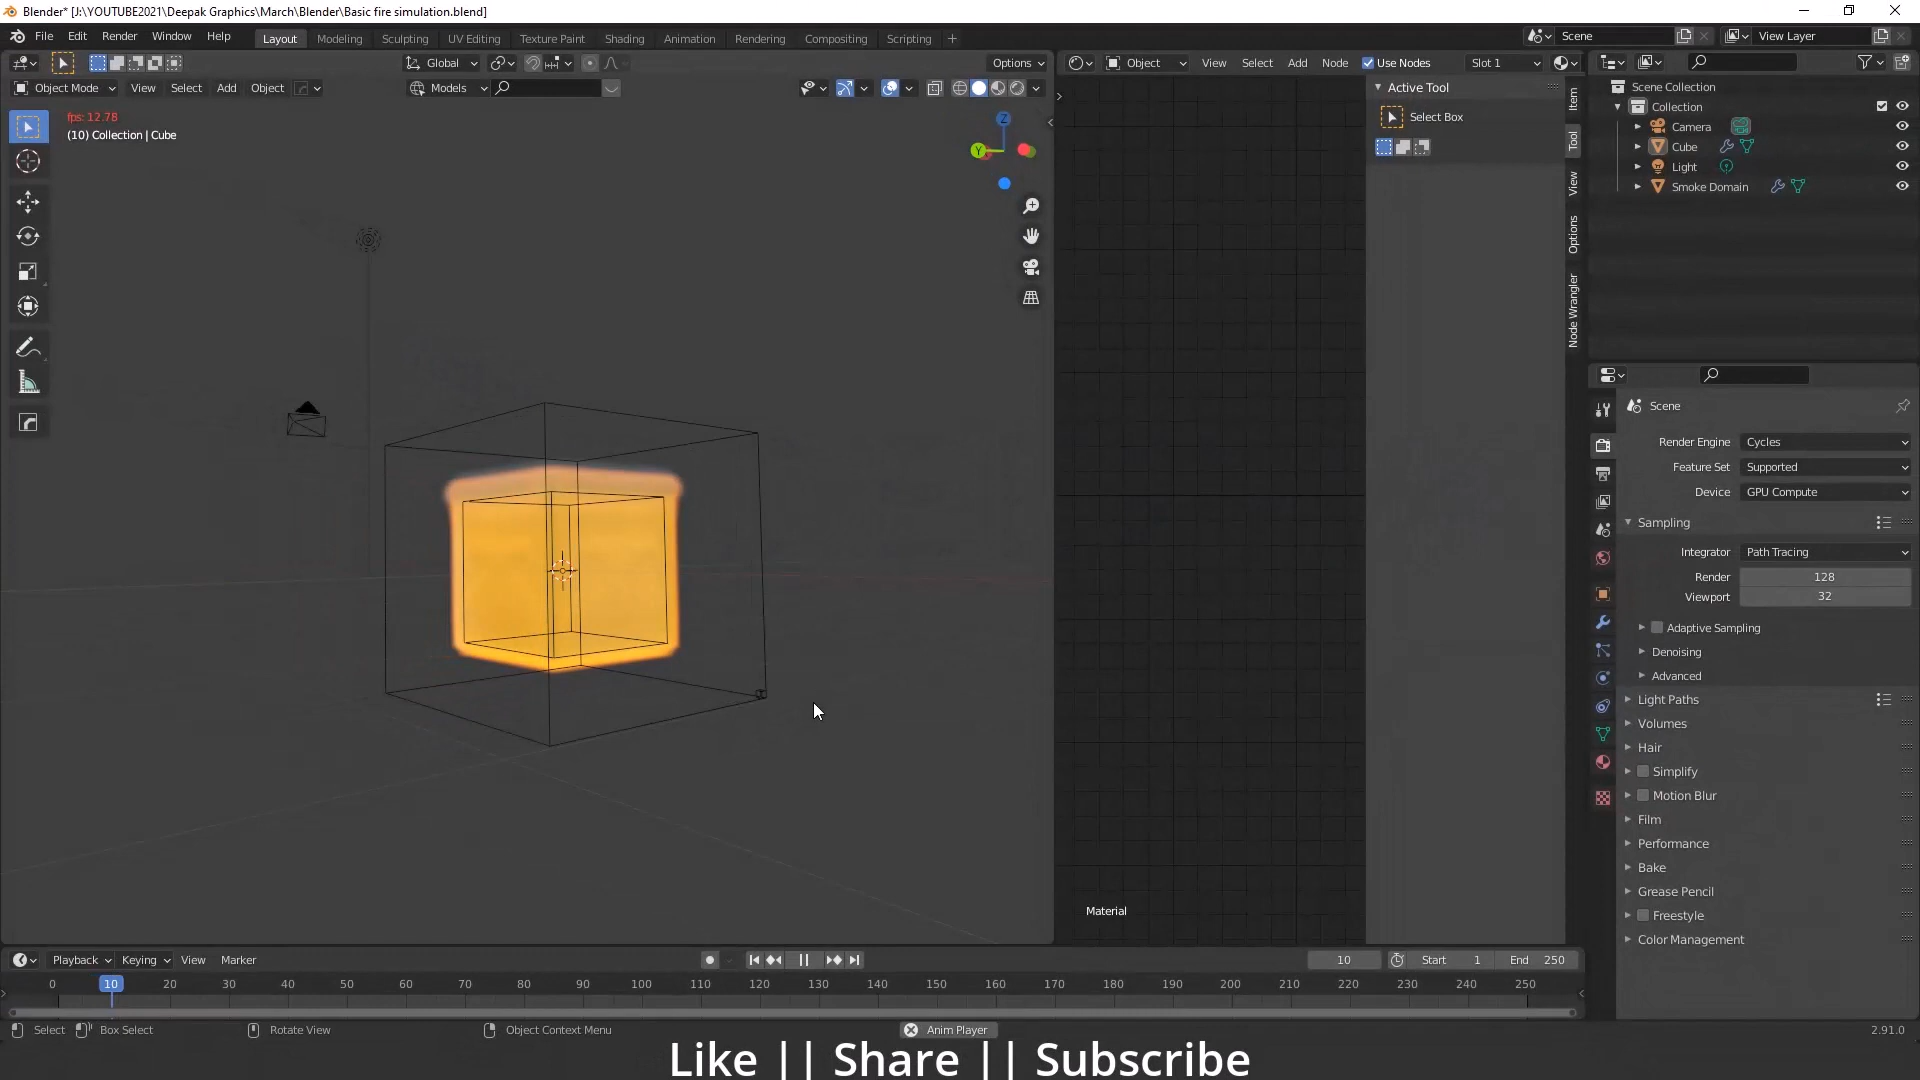 Blender* [J:\YOUTUBE2021\Deepak Graphics\March\Blender\Basic fire simulation.blend]
File Edit Render Window Help Layout Modeling Sculpting UV Editing Texture Paint Shading Animation Rendering Compositing Scripting + Scene View Layer
Global Options Object View Select Add Node Use Nodes Slot 1
Object Mode View Select Add Object Models
Active Tool
Select Box
fps: 12.78
(10) Collection | Cube
Z
Y
Item
Tool
View
Options
Node Wrangler
Material
Scene Collection
Collection
Camera
Cube
Light
Smoke Domain
Scene
Render Engine Cycles
Feature Set Supported
Device GPU Compute
Sampling
Integrator Path Tracing
Render 128
Viewport 32
Adaptive Sampling
Denoising
Advanced
Light Paths
Volumes
Hair
Simplify
Motion Blur
Film
Performance
Bake
Grease Pencil
Freestyle
Color Management
Playback Keying View Marker 10 Start 1 End 250
0 10 20 30 40 50 60 70 80 90 100 110 120 130 140 150 160 170 180 190 200 210 220 230 240 250
Select Box Select Rotate View Object Context Menu Anim Player 2.91.0
Like || Share || Subscribe